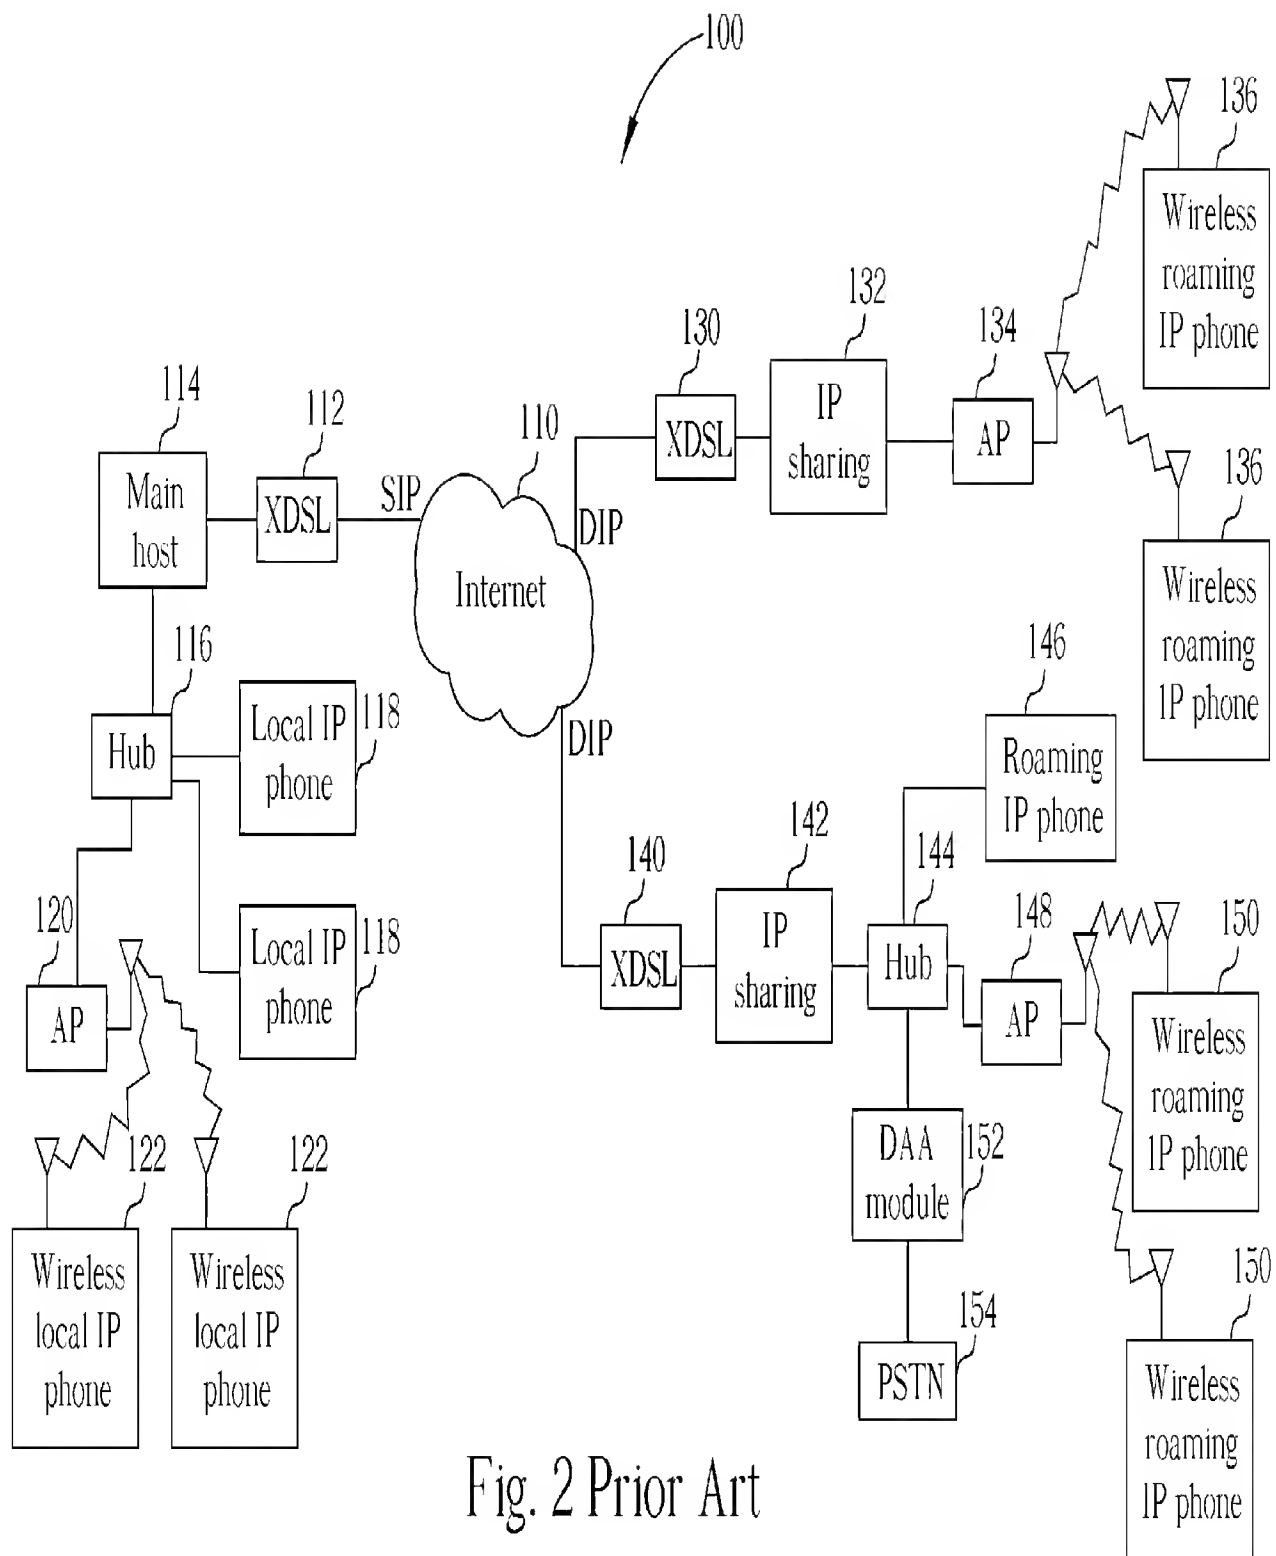 100
136
Wireless
roaming
IP phone
132
130
134
IP
sharing
XDSL
AP
114
112
110
136
Main
host
XDSL
SIP
DIP
Internet
Wireless
roaming
IP phone
116
146
Hub
Local IP
phone
118
DIP
Roaming
IP phone
142
140
144
120
148
150
Local IP
phone
118
IP
sharing
XDSL
Hub
AP
AP
Wireless
roaming
IP phone
122
122
DAA
module
152
150
Wireless
local IP
phone
Wireless
local IP
phone
154
PSTN
Wireless
roaming
IP phone
Fig. 2 Prior Art